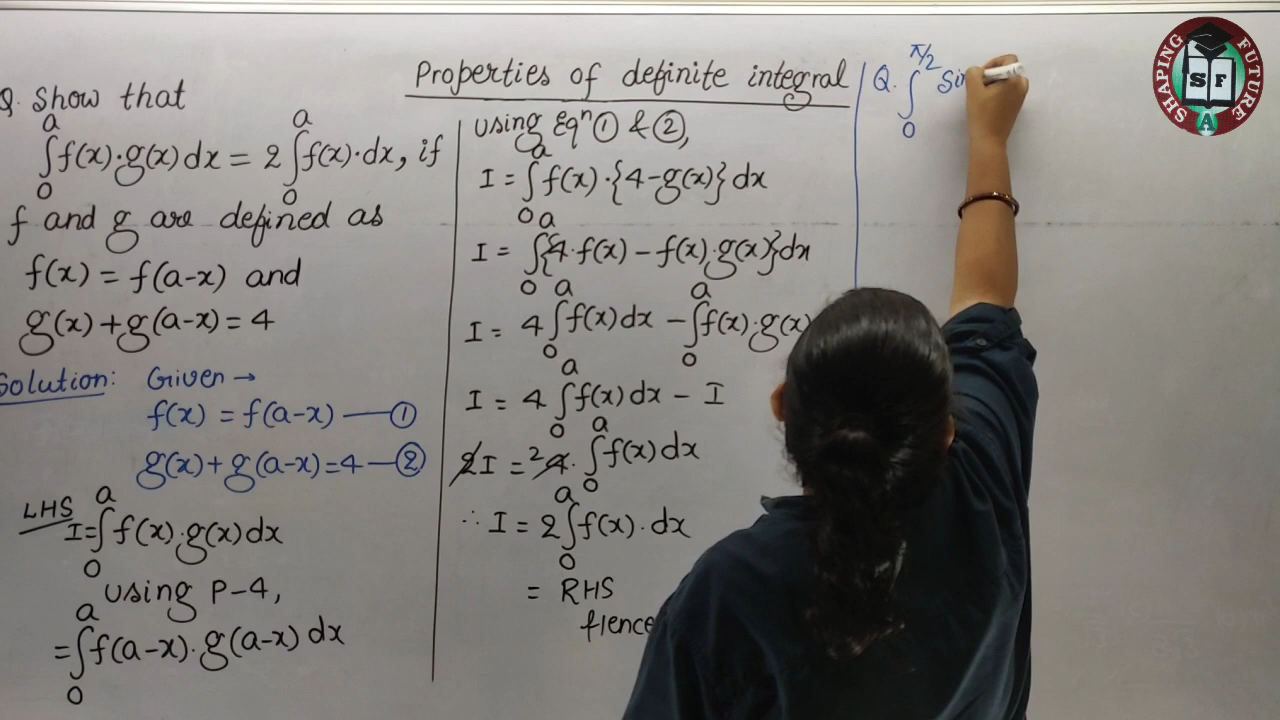 Properties of definite integral
Q. Show that
∫₀ᵃ f(x)·g(x) dx = 2 ∫₀ᵃ f(x)·dx, if
f and g are defined as
f(x) = f(a-x) and
g(x)+g(a-x) = 4
Solution: Given →
f(x) = f(a-x) — ①
g(x)+g(a-x)=4 — ②
LHS
I=∫₀ᵃ f(x)·g(x) dx
using P-4,
=∫₀ᵃ f(a-x)·g(a-x) dx
using Eqⁿ ① & ②,
I = ∫₀ᵃ f(x)·{4-g(x)} dx
I = ∫₀ᵃ {4·f(x) - f(x)·g(x)} dx
I = 4 ∫₀ᵃ f(x) dx - ∫₀ᵃ f(x)·g(x)
I = 4 ∫₀ᵃ f(x) dx - I
2I = ²4· ∫₀ᵃ f(x) dx
∴ I = 2 ∫₀ᵃ f(x)·dx
= RHS
Hence
Q. ∫₀^π/2 Sin
SHAPING FUTURE
SF
A